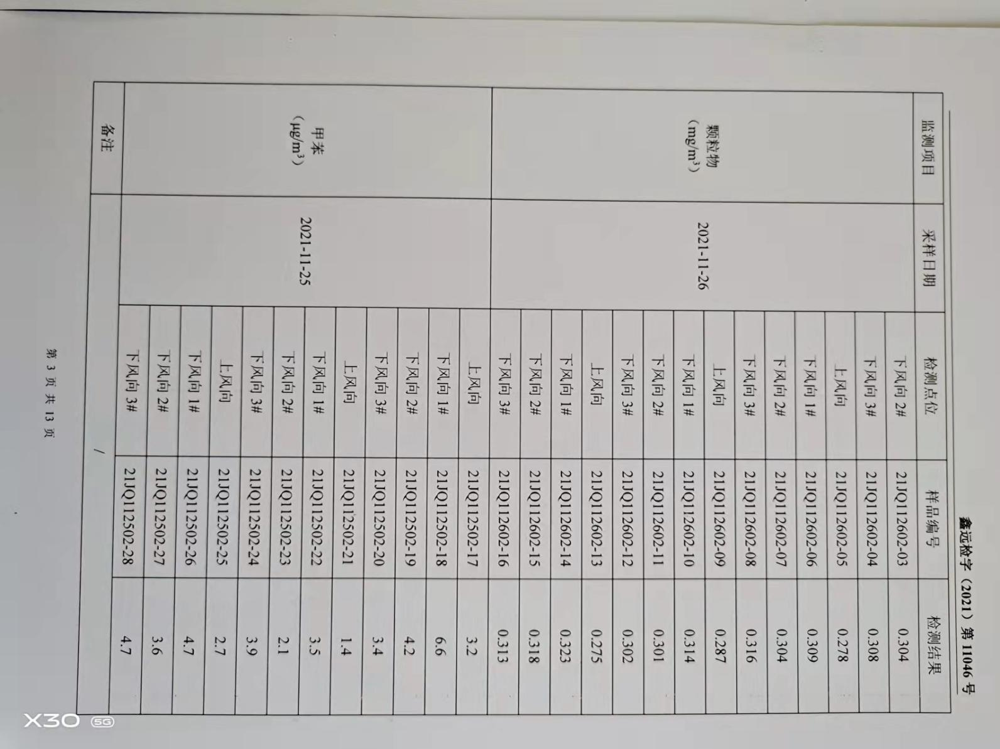 鑫远检字（2021）第 11046 号
监测项目 采样日期 检测点位 样品编号 检测结果
颗粒物
（mg/m³）
2021-11-26
下风向 2# 21JQ112602-03 0.304
下风向 3# 21JQ112602-04 0.308
上风向 21JQ112602-05 0.278
下风向 1# 21JQ112602-06 0.309
下风向 2# 21JQ112602-07 0.304
下风向 3# 21JQ112602-08 0.316
上风向 21JQ112602-09 0.287
下风向 1# 21JQ112602-10 0.314
下风向 2# 21JQ112602-11 0.301
下风向 3# 21JQ112602-12 0.302
上风向 21JQ112602-13 0.275
下风向 1# 21JQ112602-14 0.323
下风向 2# 21JQ112602-15 0.318
下风向 3# 21JQ112602-16 0.313
甲苯
（μg/m³）
2021-11-25
上风向 21JQ112502-17 3.2
下风向 1# 21JQ112502-18 6.6
下风向 2# 21JQ112502-19 4.2
下风向 3# 21JQ112502-20 3.4
上风向 21JQ112502-21 1.4
下风向 1# 21JQ112502-22 3.5
下风向 2# 21JQ112502-23 2.1
下风向 3# 21JQ112502-24 3.9
上风向 21JQ112502-25 2.7
下风向 1# 21JQ112502-26 4.7
下风向 2# 21JQ112502-27 3.6
下风向 3# 21JQ112502-28 4.7
备注 /
第 3 页 共 13 页
X30 5G